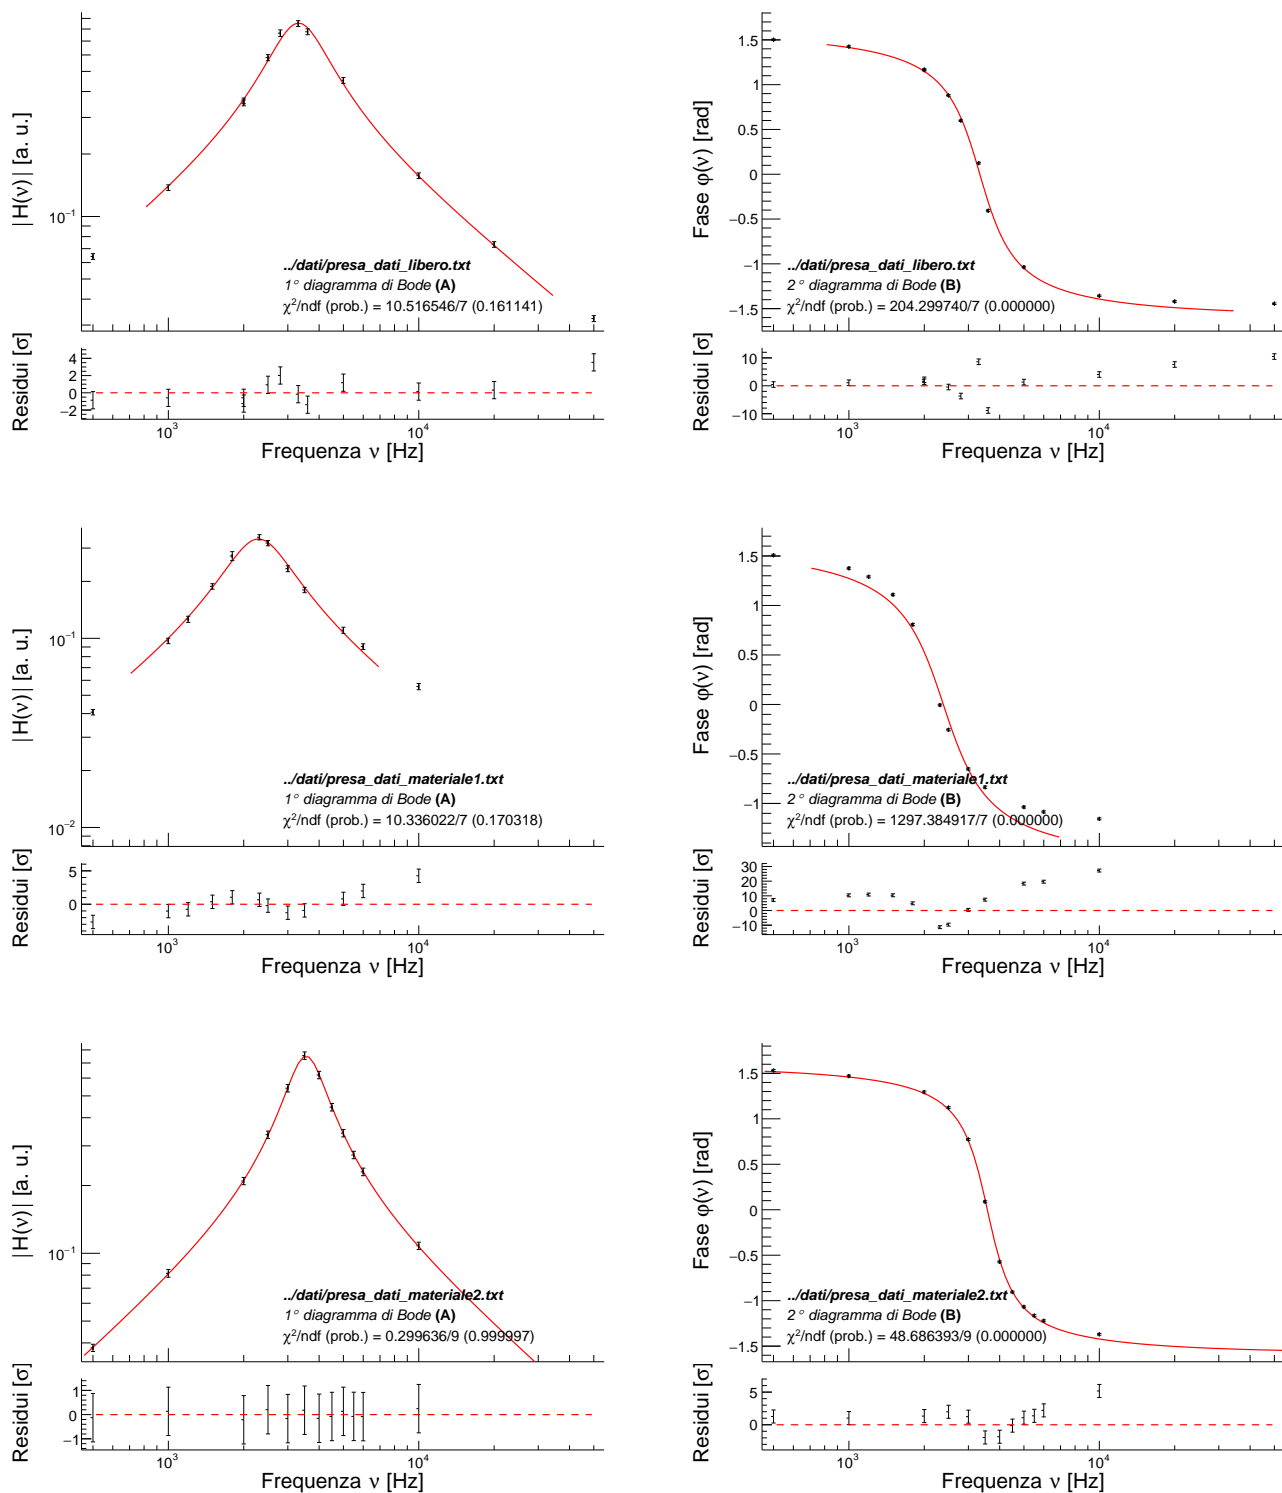 |H(ν)| [a. u.]
10⁻¹
../dati/presa_dati_libero.txt
1° diagramma di Bode (A)
χ²/ndf (prob.) = 10.516546/7 (0.161141)
Residui [σ]
4
2
0
−2
10³
10⁴
Frequenza ν [Hz]
Fase φ(ν) [rad]
1.5
1
0.5
0
−0.5
−1
−1.5
../dati/presa_dati_libero.txt
2° diagramma di Bode (B)
χ²/ndf (prob.) = 204.299740/7 (0.000000)
Residui [σ]
10
0
−10
10³
10⁴
Frequenza ν [Hz]
|H(ν)| [a. u.]
10⁻¹
10⁻²
../dati/presa_dati_materiale1.txt
1° diagramma di Bode (A)
χ²/ndf (prob.) = 10.336022/7 (0.170318)
Residui [σ]
5
0
10³
10⁴
Frequenza ν [Hz]
Fase φ(ν) [rad]
1.5
1
0.5
0
−0.5
−1
../dati/presa_dati_materiale1.txt
2° diagramma di Bode (B)
χ²/ndf (prob.) = 1297.384917/7 (0.000000)
Residui [σ]
30
20
10
0
−10
10³
10⁴
Frequenza ν [Hz]
|H(ν)| [a. u.]
10⁻¹
../dati/presa_dati_materiale2.txt
1° diagramma di Bode (A)
χ²/ndf (prob.) = 0.299636/9 (0.999997)
Residui [σ]
1
0
−1
10³
10⁴
Frequenza ν [Hz]
Fase φ(ν) [rad]
1.5
1
0.5
0
−0.5
−1
−1.5
../dati/presa_dati_materiale2.txt
2° diagramma di Bode (B)
χ²/ndf (prob.) = 48.686393/9 (0.000000)
Residui [σ]
5
0
10³
10⁴
Frequenza ν [Hz]